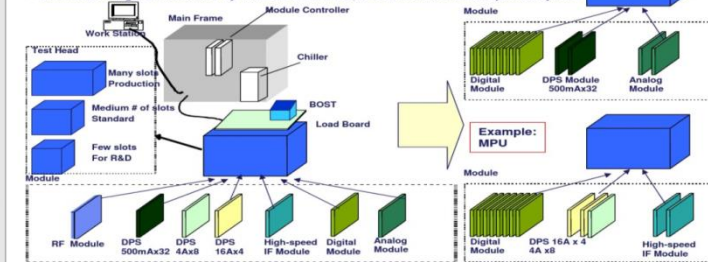 Module Controller
Main Frame
Work Station
Test Head
Chiller
Many slots
Production
Medium # of slots
Standard
BOST
Load Board
Few slots
For R&D
Module
RF Module
DPS
500mAx32
DPS
4Ax8
DPS
16Ax4
High-speed
IF Module
Digital
Module
Analog
Module
Module
Digital
Module
DPS Module
500mAx32
Analog
Module
Example:
MPU
Module
Digital
Module
DPS 16A x 4
4A x8
High-speed
IF Module